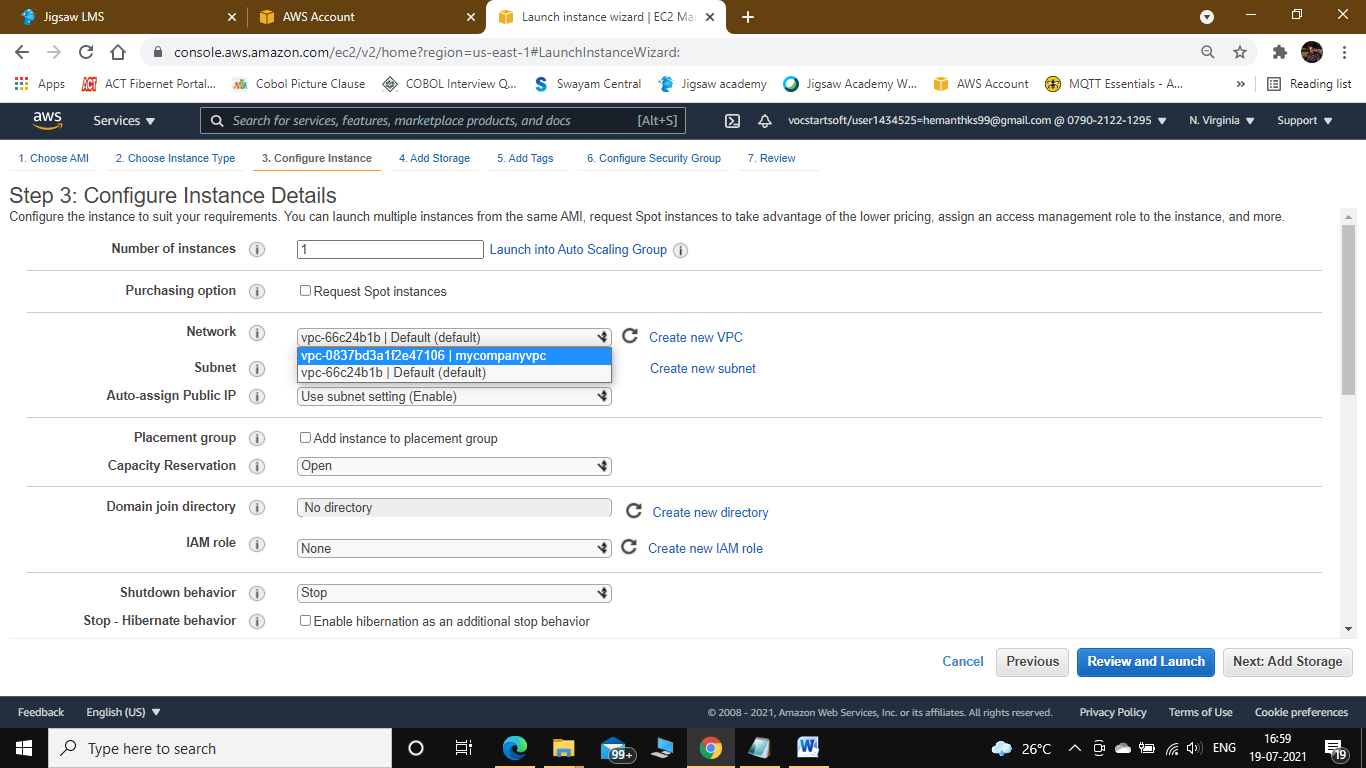 Jigsaw LMS
AWS Account
Launch instance wizard | EC2 Ma
console.aws.amazon.com/ec2/v2/home?region=us-east-1#LaunchInstanceWizard:
Apps
ACT Fibernet Portal...
Cobol Picture Clause
COBOL Interview Q...
Swayam Central
Jigsaw academy
Jigsaw Academy W...
AWS Account
MQTT Essentials - A...
»
Reading list
aws
Services
Search for services, features, marketplace products, and docs
[Alt+S]
vocstartsoft/user1434525=hemanthks99@gmail.com @ 0790-2122-1295
N. Virginia
Support
1. Choose AMI
2. Choose Instance Type
3. Configure Instance
4. Add Storage
5. Add Tags
6. Configure Security Group
7. Review
Step 3: Configure Instance Details
Configure the instance to suit your requirements. You can launch multiple instances from the same AMI, request Spot instances to take advantage of the lower pricing, assign an access management role to the instance, and more.
Number of instances
1
Launch into Auto Scaling Group
Purchasing option
Request Spot instances
Network
vpc-66c24b1b | Default (default)
Create new VPC
vpc-0837bd3a1f2e47106 | mycompanyvpc
vpc-66c24b1b | Default (default)
Subnet
Create new subnet
Auto-assign Public IP
Use subnet setting (Enable)
Placement group
Add instance to placement group
Capacity Reservation
Open
Domain join directory
No directory
Create new directory
IAM role
None
Create new IAM role
Shutdown behavior
Stop
Stop - Hibernate behavior
Enable hibernation as an additional stop behavior
Cancel
Previous
Review and Launch
Next: Add Storage
Feedback
English (US)
© 2008 - 2021, Amazon Web Services, Inc. or its affiliates. All rights reserved.
Privacy Policy
Terms of Use
Cookie preferences
Type here to search
99+
26°C
ENG
16:59
19-07-2021
19